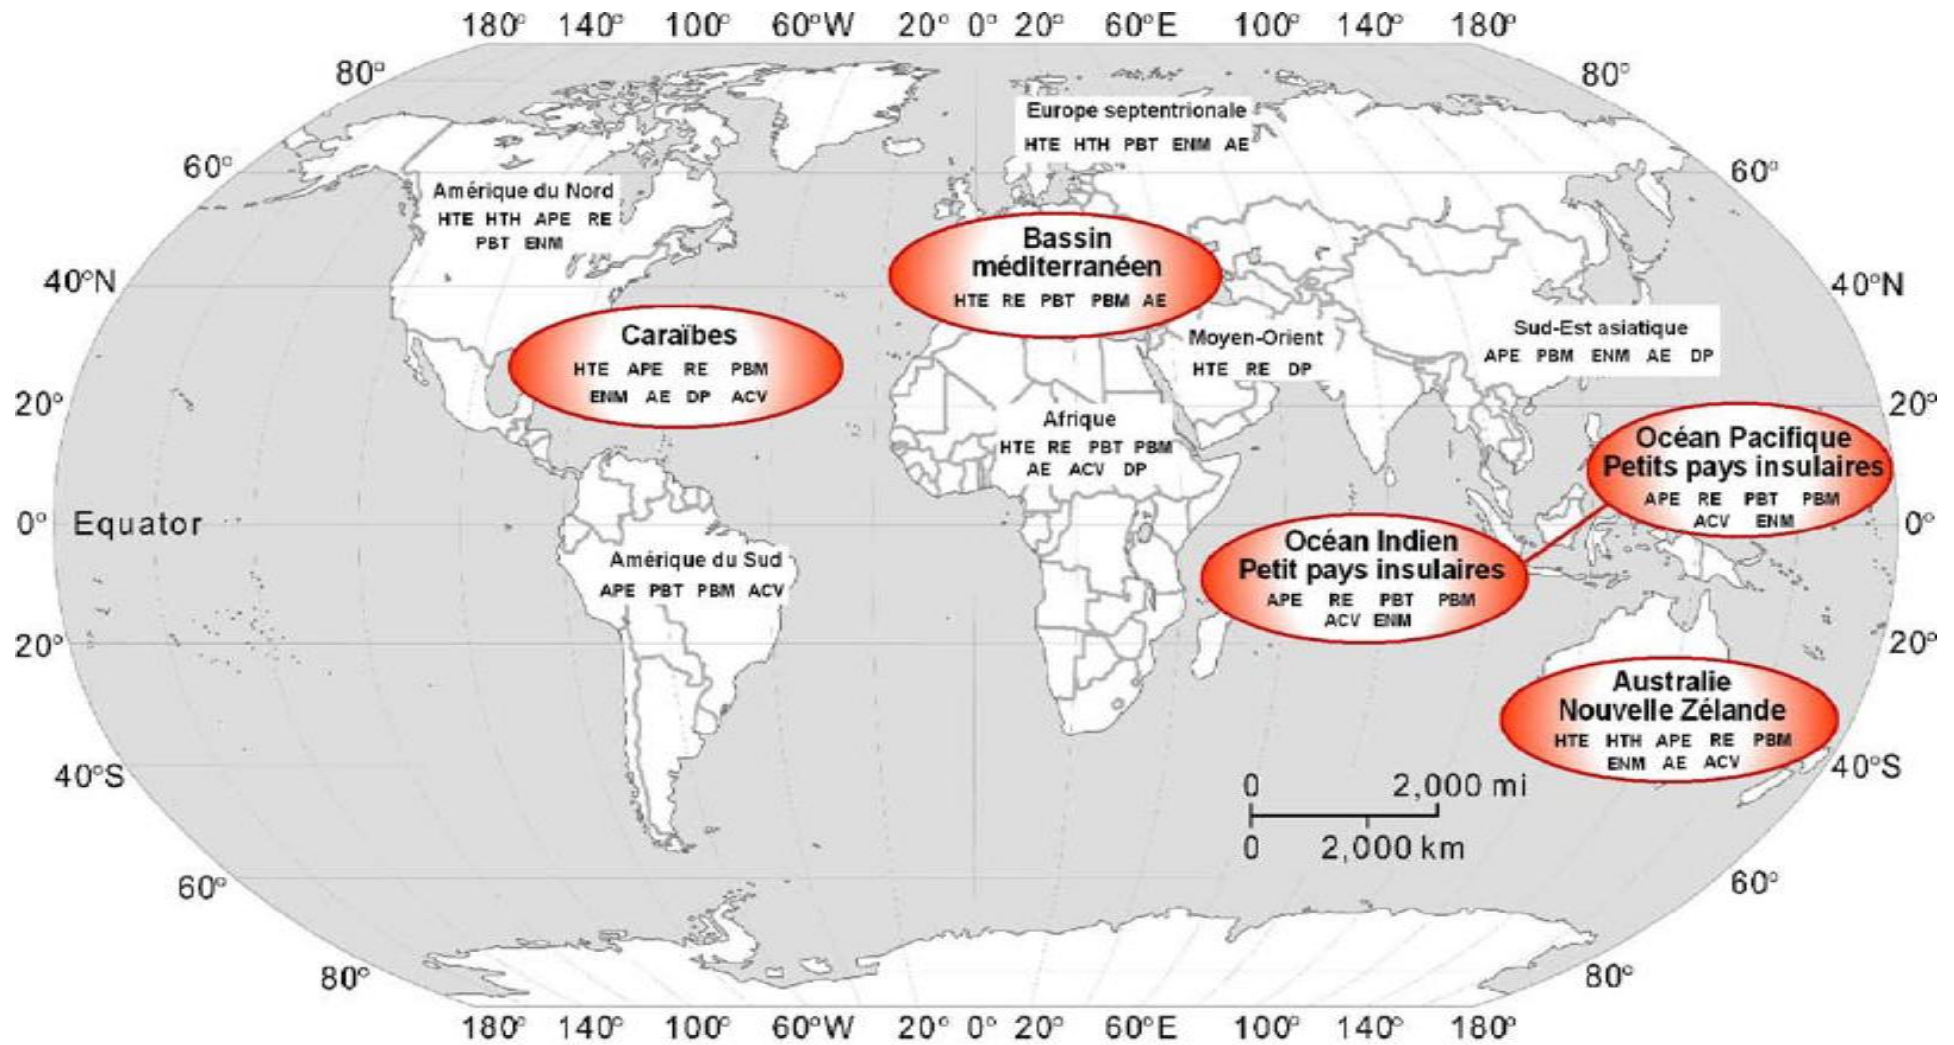 180° 140° 100° 60°W 20° 0° 20° 60°E 100° 140° 180°
80° 80°
Europe septentrionale
HTE HTH PBT ENM AE
60° 60°
Amérique du Nord
HTE HTH APE RE
PBT ENM
Bassin
méditerranéen
HTE RE PBT PBM AE
40°N 40°N
Caraïbes
HTE APE RE PBM
ENM AE DP ACV
Moyen-Orient
HTE RE DP
Sud-Est asiatique
APE PBM ENM AE DP
20° 20°
Afrique
HTE RE PBT PBM
AE ACV DP
Océan Pacifique
Petits pays insulaires
APE RE PBT PBM
ACV ENM
0° Equator 0°
Océan Indien
Petit pays insulaires
APE RE PBT PBM
ACV ENM
Amérique du Sud
APE PBT PBM ACV
20° 20°
Australie
Nouvelle Zélande
HTE HTH APE RE PBM
ENM AE ACV
40°S 40°S
0 2,000 mi
0 2,000 km
60° 60°
80° 80°
180° 140° 100° 60°W 20° 0° 20° 60°E 100° 140° 180°